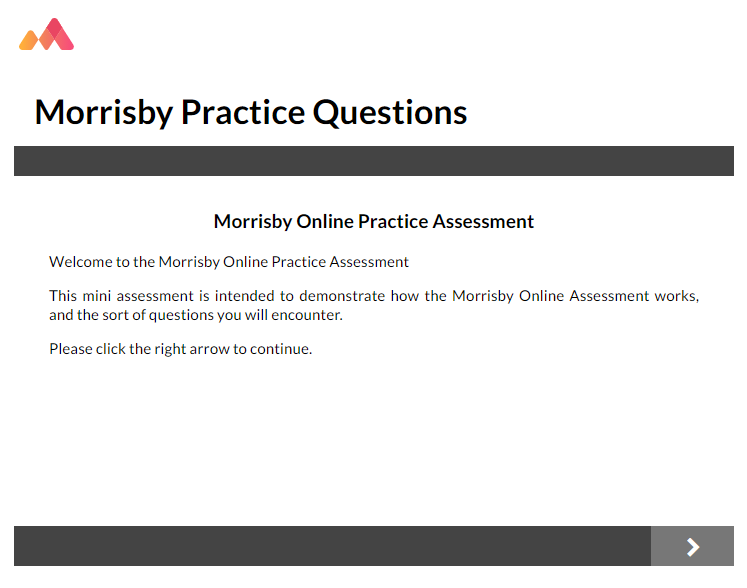 Morrisby Practice Questions
Morrisby Online Practice Assessment
Welcome to the Morrisby Online Practice Assessment
This mini assessment is intended to demonstrate how the Morrisby Online Assessment works,
and the sort of questions you will encounter.
Please click the right arrow to continue.